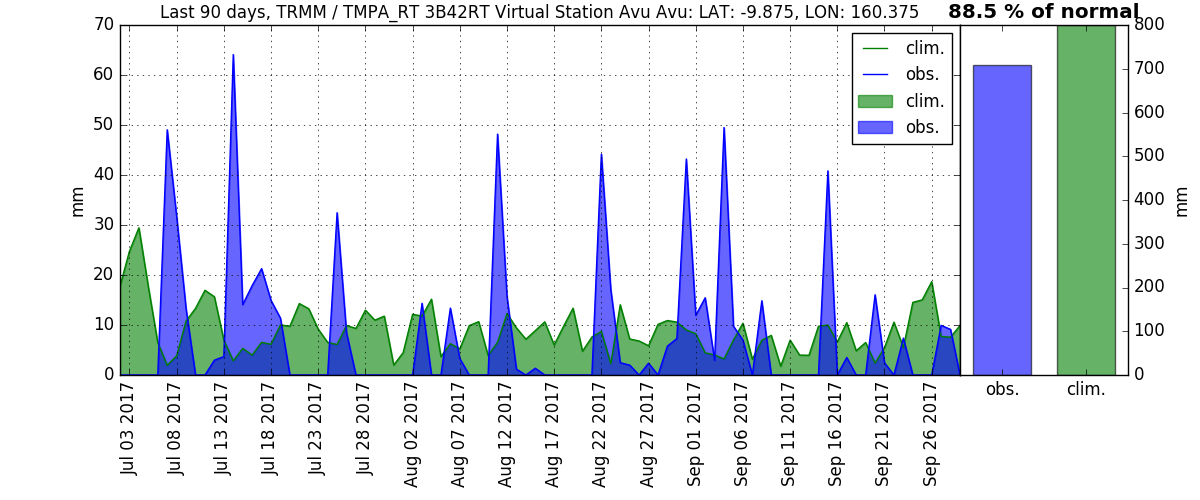 Last 90 days, TRMM / TMPA_RT 3B42RT Virtual Station Avu Avu: LAT: -9.875, LON: 160.375
88.5 % of normal
70
60
50
40
30
20
10
0
mm
clim.
obs.
clim.
obs.
800
700
600
500
400
300
200
100
0
mm
obs.
clim.
Jul 03 2017
Jul 08 2017
Jul 13 2017
Jul 18 2017
Jul 23 2017
Jul 28 2017
Aug 02 2017
Aug 07 2017
Aug 12 2017
Aug 17 2017
Aug 22 2017
Aug 27 2017
Sep 01 2017
Sep 06 2017
Sep 11 2017
Sep 16 2017
Sep 21 2017
Sep 26 2017